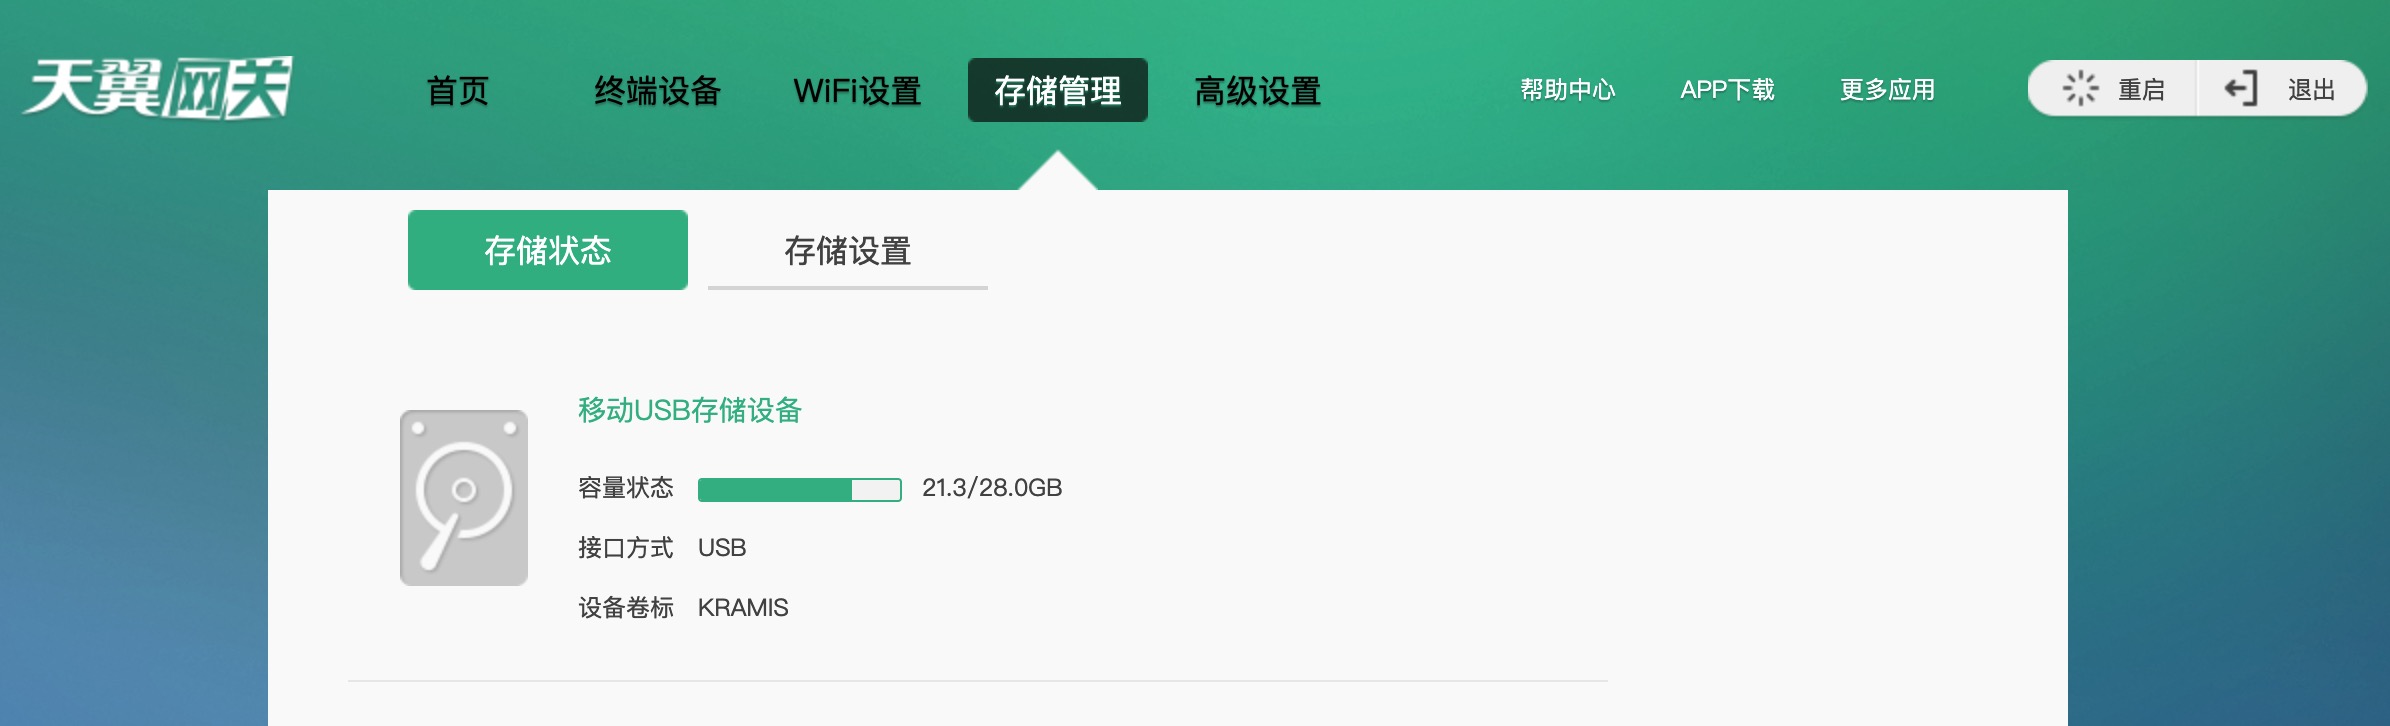 天翼网关 首页 终端设备 WiFi设置 存储管理 高级设置 帮助中心 APP下载 更多应用 重启 退出
存储状态 存储设置
移动USB存储设备
容量状态 21.3/28.0GB
接口方式 USB
设备卷标 KRAMIS